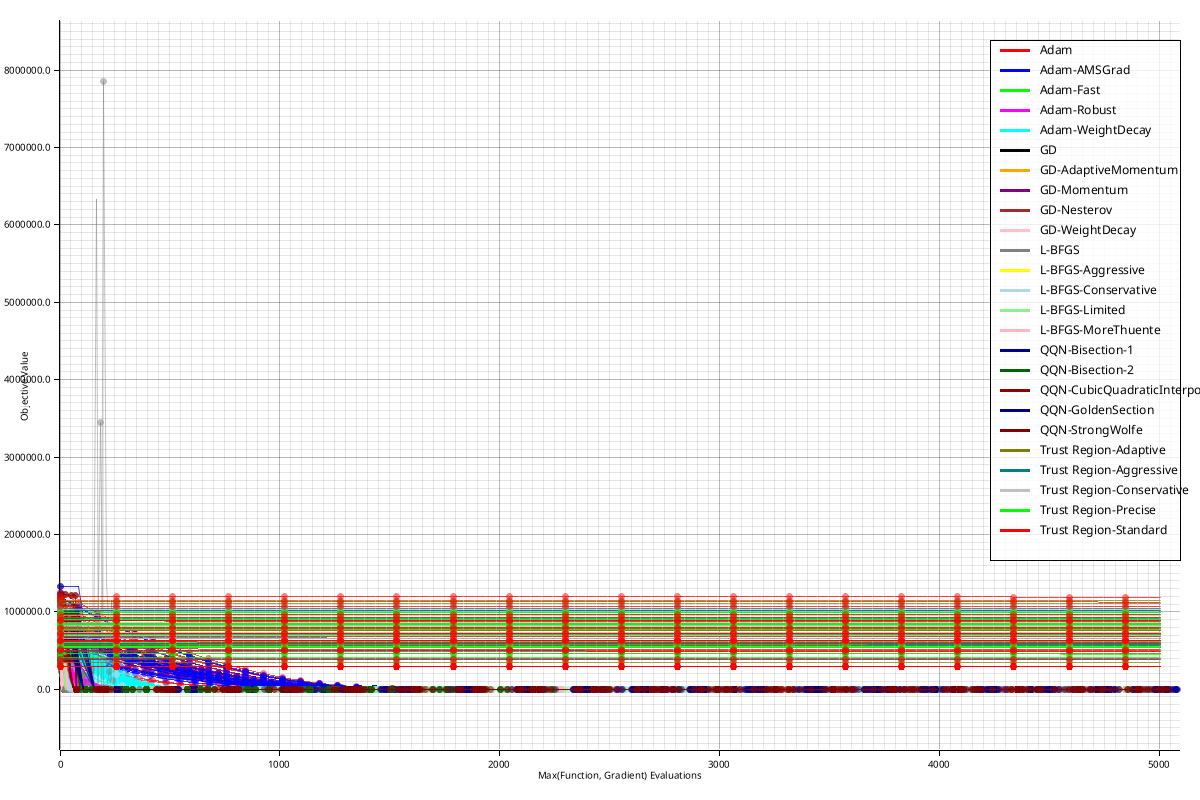 8000000.0
7000000.0
6000000.0
5000000.0
4000000.0
3000000.0
2000000.0
1000000.0
0.0
Objective Value
0
1000
2000
3000
4000
5000
Max(Function, Gradient) Evaluations
Adam
Adam-AMSGrad
Adam-Fast
Adam-Robust
Adam-WeightDecay
GD
GD-AdaptiveMomentum
GD-Momentum
GD-Nesterov
GD-WeightDecay
L-BFGS
L-BFGS-Aggressive
L-BFGS-Conservative
L-BFGS-Limited
L-BFGS-MoreThuente
QQN-Bisection-1
QQN-Bisection-2
QQN-CubicQuadraticInterpo
QQN-GoldenSection
QQN-StrongWolfe
Trust Region-Adaptive
Trust Region-Aggressive
Trust Region-Conservative
Trust Region-Precise
Trust Region-Standard